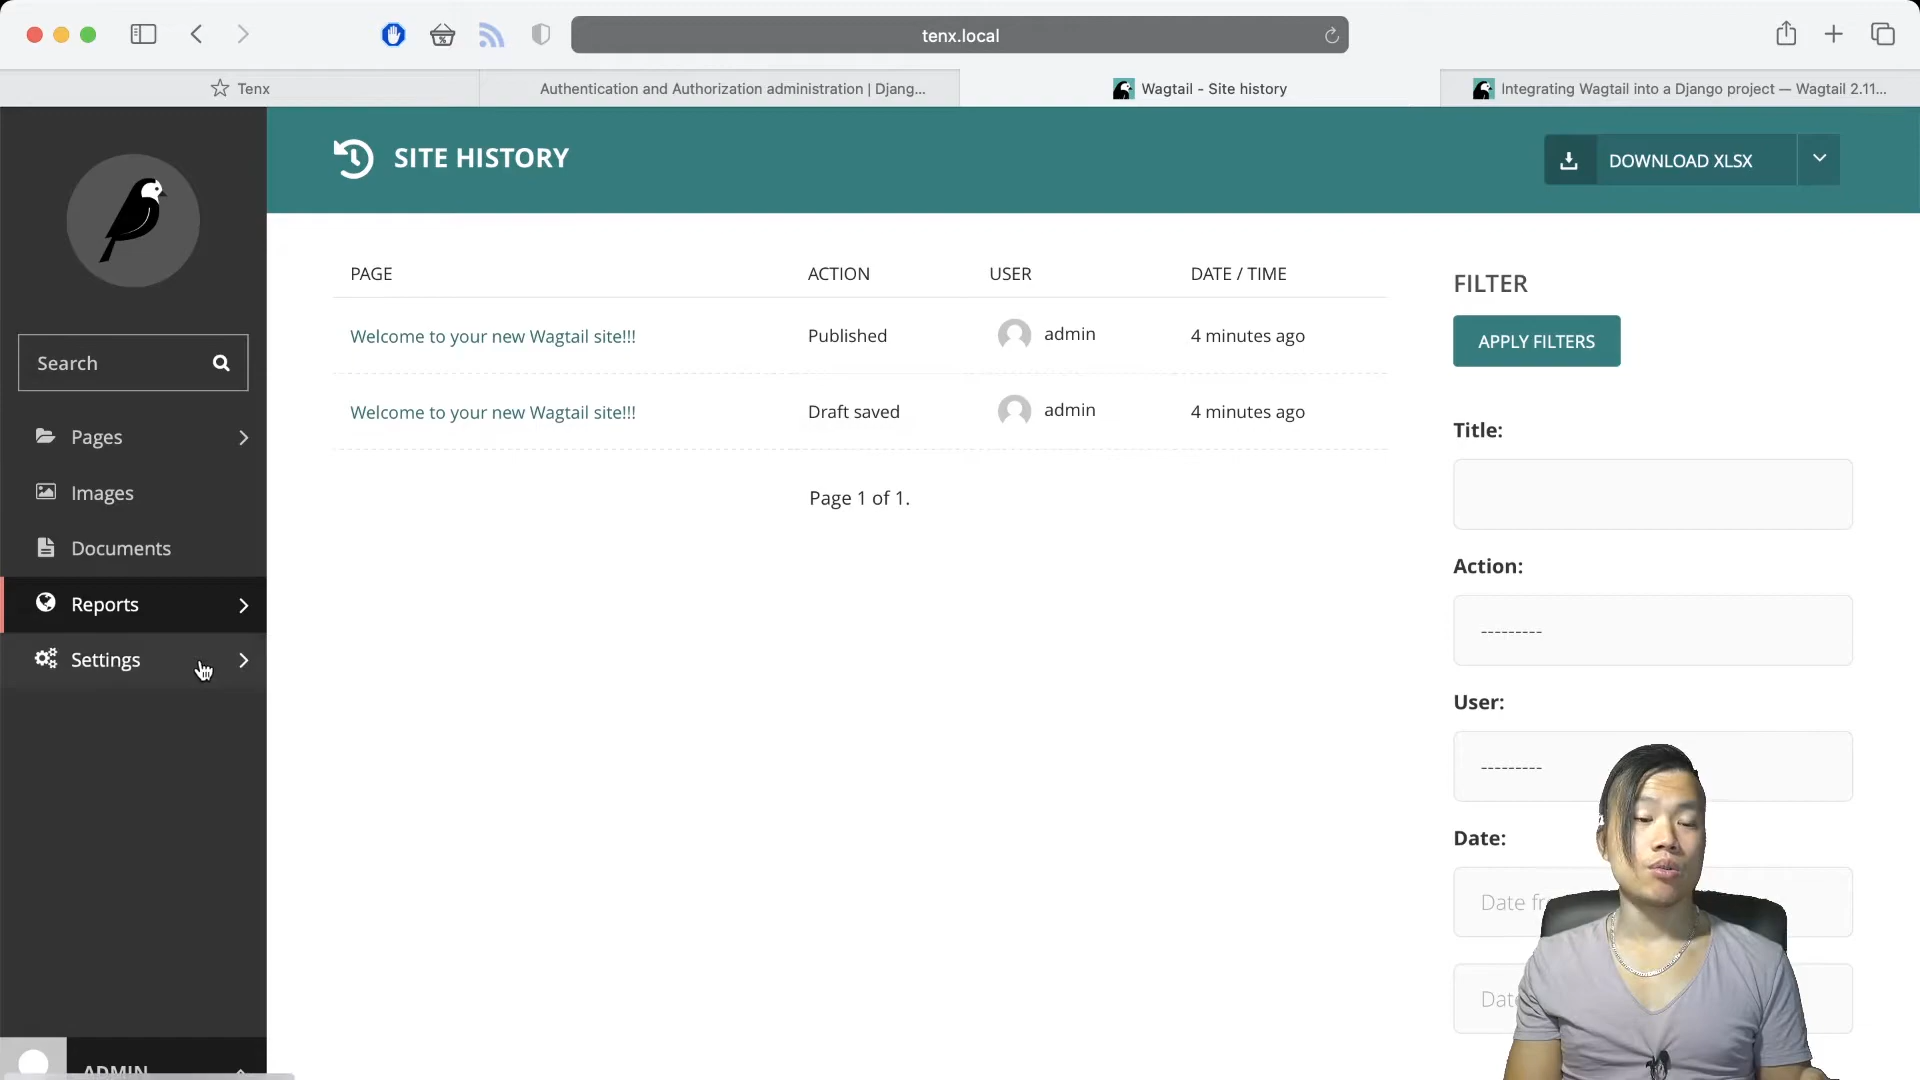 tenx.local
Tenx
Authentication and Authorization administration | Djang...
Wagtail - Site history
Integrating Wagtail into a Django project — Wagtail 2.11...
SITE HISTORY
DOWNLOAD XLSX
Search
Pages
Images
Documents
Reports
Settings
ADMIN
PAGE ACTION USER DATE / TIME
Welcome to your new Wagtail site!!! Published admin 4 minutes ago
Welcome to your new Wagtail site!!! Draft saved admin 4 minutes ago
Page 1 of 1.
FILTER
APPLY FILTERS
Title:
Action:
---------
User:
---------
Date:
Date